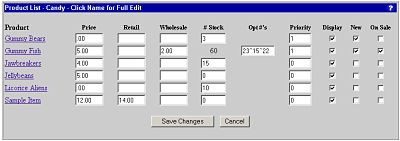 Product List - Candy - Click Name for Full Edit ?
Product Price Retail Wholesale # Stock Opt#'s Priority Display New On Sale
Gummy Bears .00 3 1
Gummy Fish 5.00 2.00 60 23~15~22 1
Jawbreakers 4.00 15 0
Jellybeans 5.00 0 0
Licorice Aliens .00 10 0
Sample Item 12.00 14.00 0 0
Save Changes Cancel